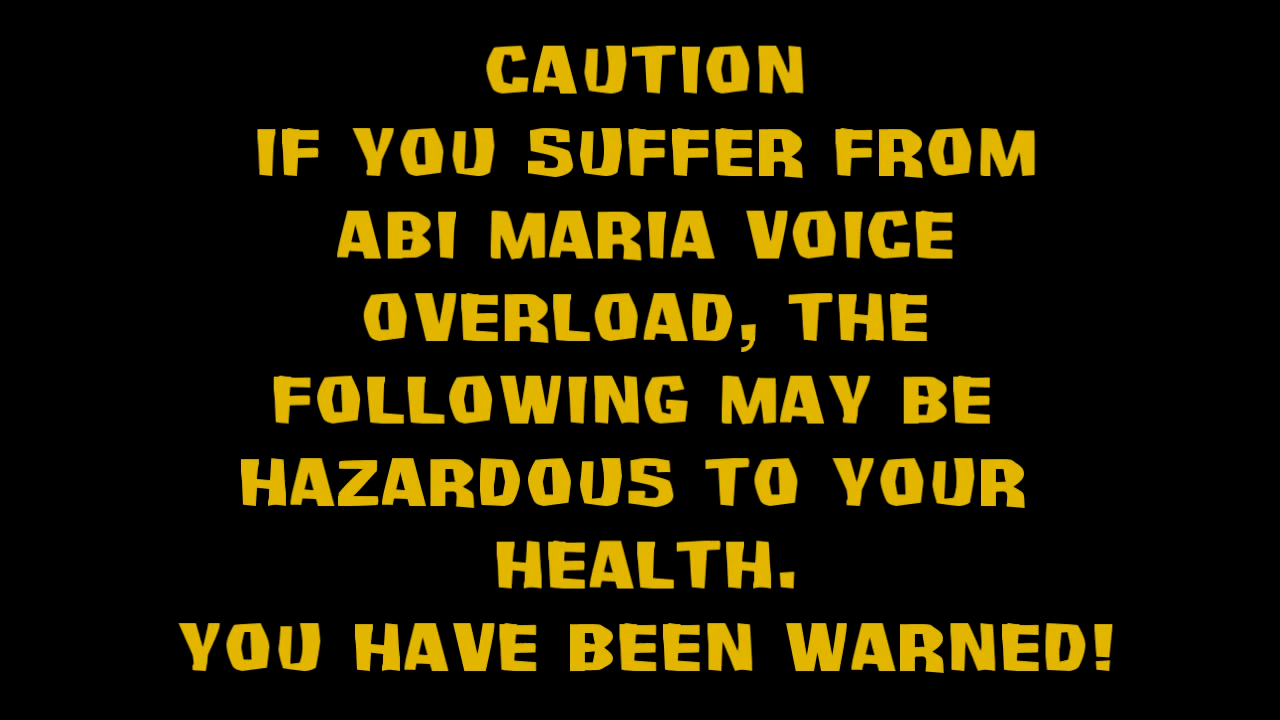 CAUTION
IF YOU SUFFER FROM
ABI MARIA VOICE
OVERLOAD, THE
FOLLOWING MAY BE
HAZARDOUS TO YOUR
HEALTH.
YOU HAVE BEEN WARNED!